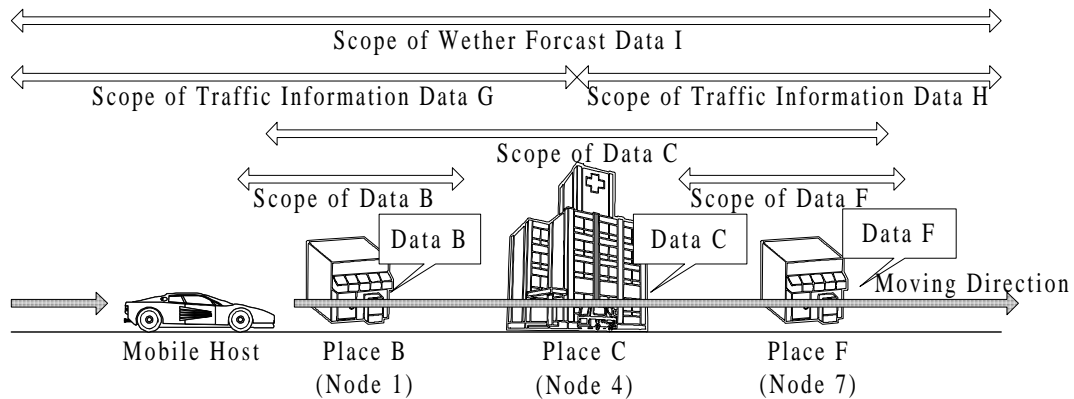 Scope of Wether Forcast Data I
Scope of Traffic Information Data G
Scope of Traffic Information Data H
Scope of Data C
Scope of Data B
Scope of Data F
Data B
Data C
Data F
Moving Direction
Mobile Host
Place B
(Node 1)
Place C
(Node 4)
Place F
(Node 7)